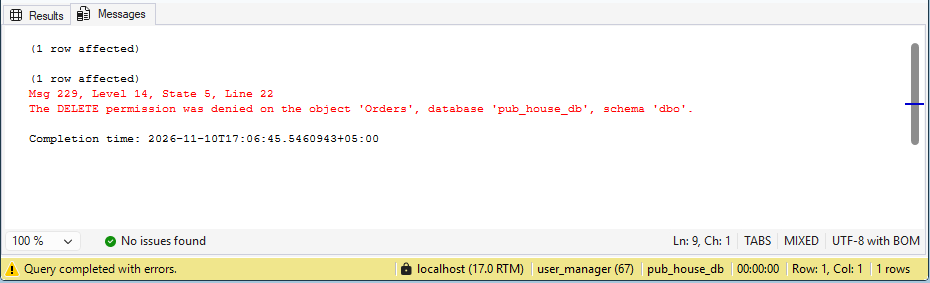 Results Messages
(1 row affected)
(1 row affected)
Msg 229, Level 14, State 5, Line 22
The DELETE permission was denied on the object 'Orders', database 'pub_house_db', schema 'dbo'.
Completion time: 2026-11-10T17:06:45.5460943+05:00
100 % No issues found Ln: 9, Ch: 1 TABS MIXED UTF-8 with BOM
Query completed with errors. localhost (17.0 RTM) user_manager (67) pub_house_db 00:00:00 Row: 1, Col: 1 1 rows